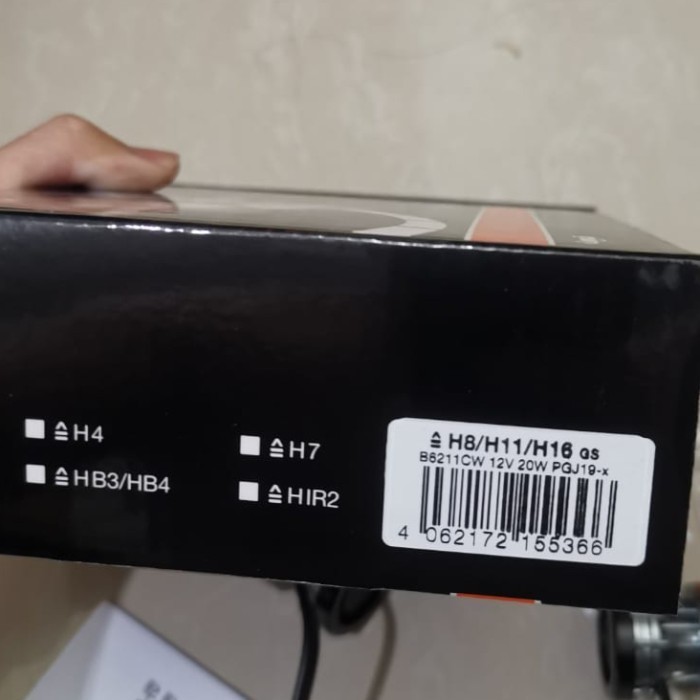 ≙H4
≙HB3/HB4
≙H7
≙HIR2
≙ H8/H11/H16 GS
B6211CW 12V 20W PGJ19-x
4 062172 155366